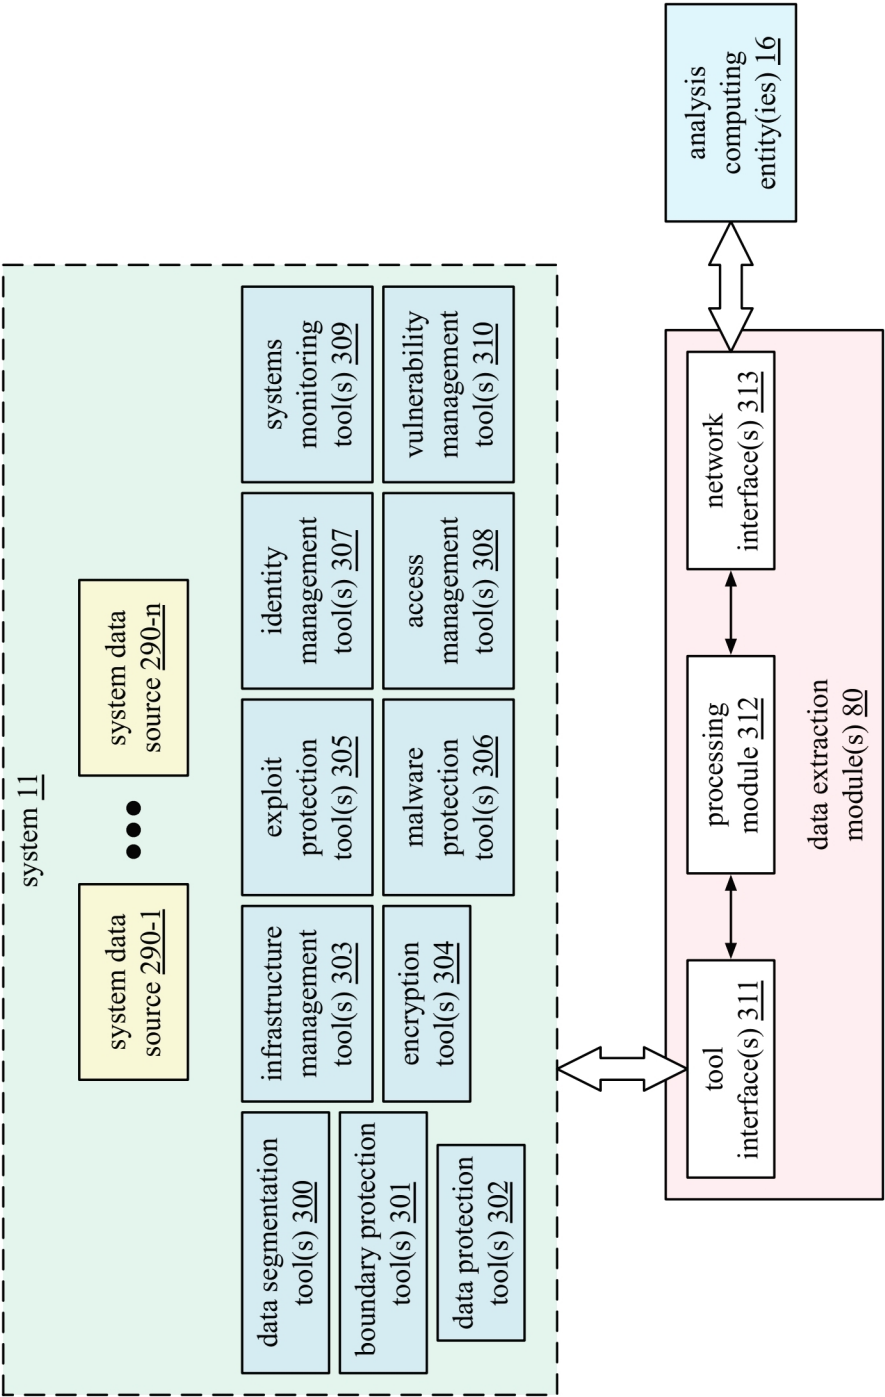 system 11
system data
source 290-1
system data
source 290-n
data segmentation
tool(s) 300
boundary protection
tool(s) 301
data protection
tool(s) 302
infrastructure
management
tool(s) 303
encryption
tool(s) 304
exploit
protection
tool(s) 305
malware
protection
tool(s) 306
identity
management
tool(s) 307
access
management
tool(s) 308
systems
monitoring
tool(s) 309
vulnerability
management
tool(s) 310
tool
interface(s) 311
processing
module 312
network
interface(s) 313
data extraction
module(s) 80
analysis
computing
entity(ies) 16